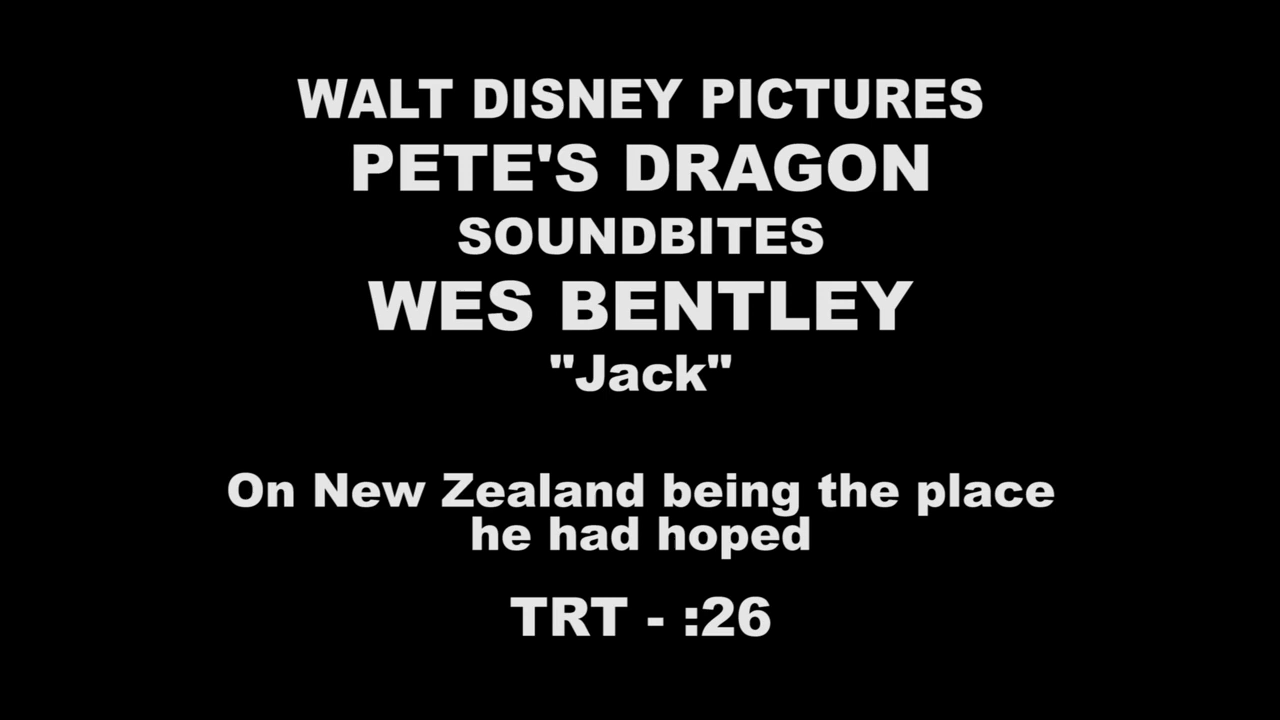 WALT DISNEY PICTURES
PETE'S DRAGON
SOUNDBITES
WES BENTLEY
"Jack"
On New Zealand being the place
he had hoped
TRT - :26